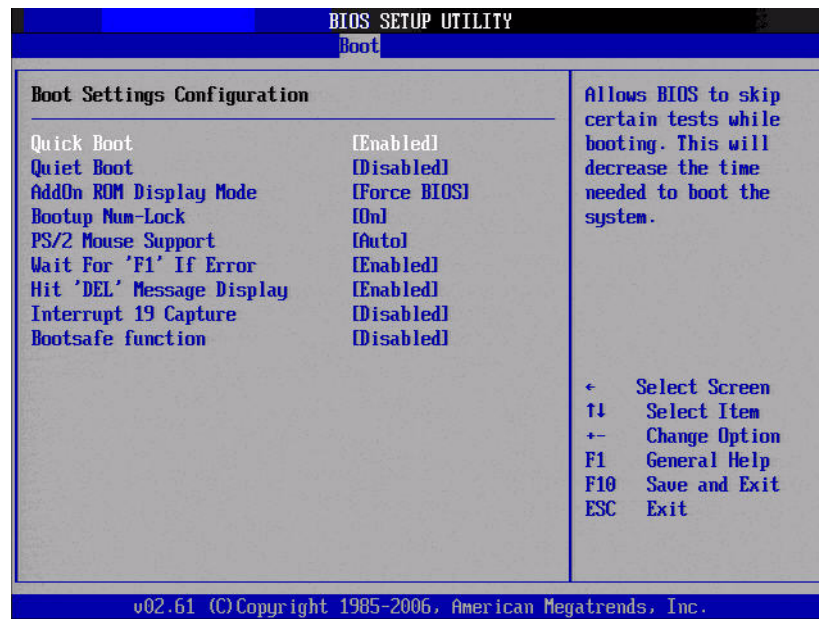 BIOS SETUP UTILITY
Boot
Boot Settings Configuration
Quick Boot [Enabled]
Quiet Boot [Disabled]
AddOn ROM Display Mode [Force BIOS]
Bootup Num-Lock [On]
PS/2 Mouse Support [Auto]
Wait For 'F1' If Error [Enabled]
Hit 'DEL' Message Display [Enabled]
Interrupt 19 Capture [Disabled]
Bootsafe function [Disabled]
Allows BIOS to skip
certain tests while
booting. This will
decrease the time
needed to boot the
system.
← Select Screen
↑↓ Select Item
+- Change Option
F1 General Help
F10 Save and Exit
ESC Exit
v02.61 (C)Copyright 1985-2006, American Megatrends, Inc.